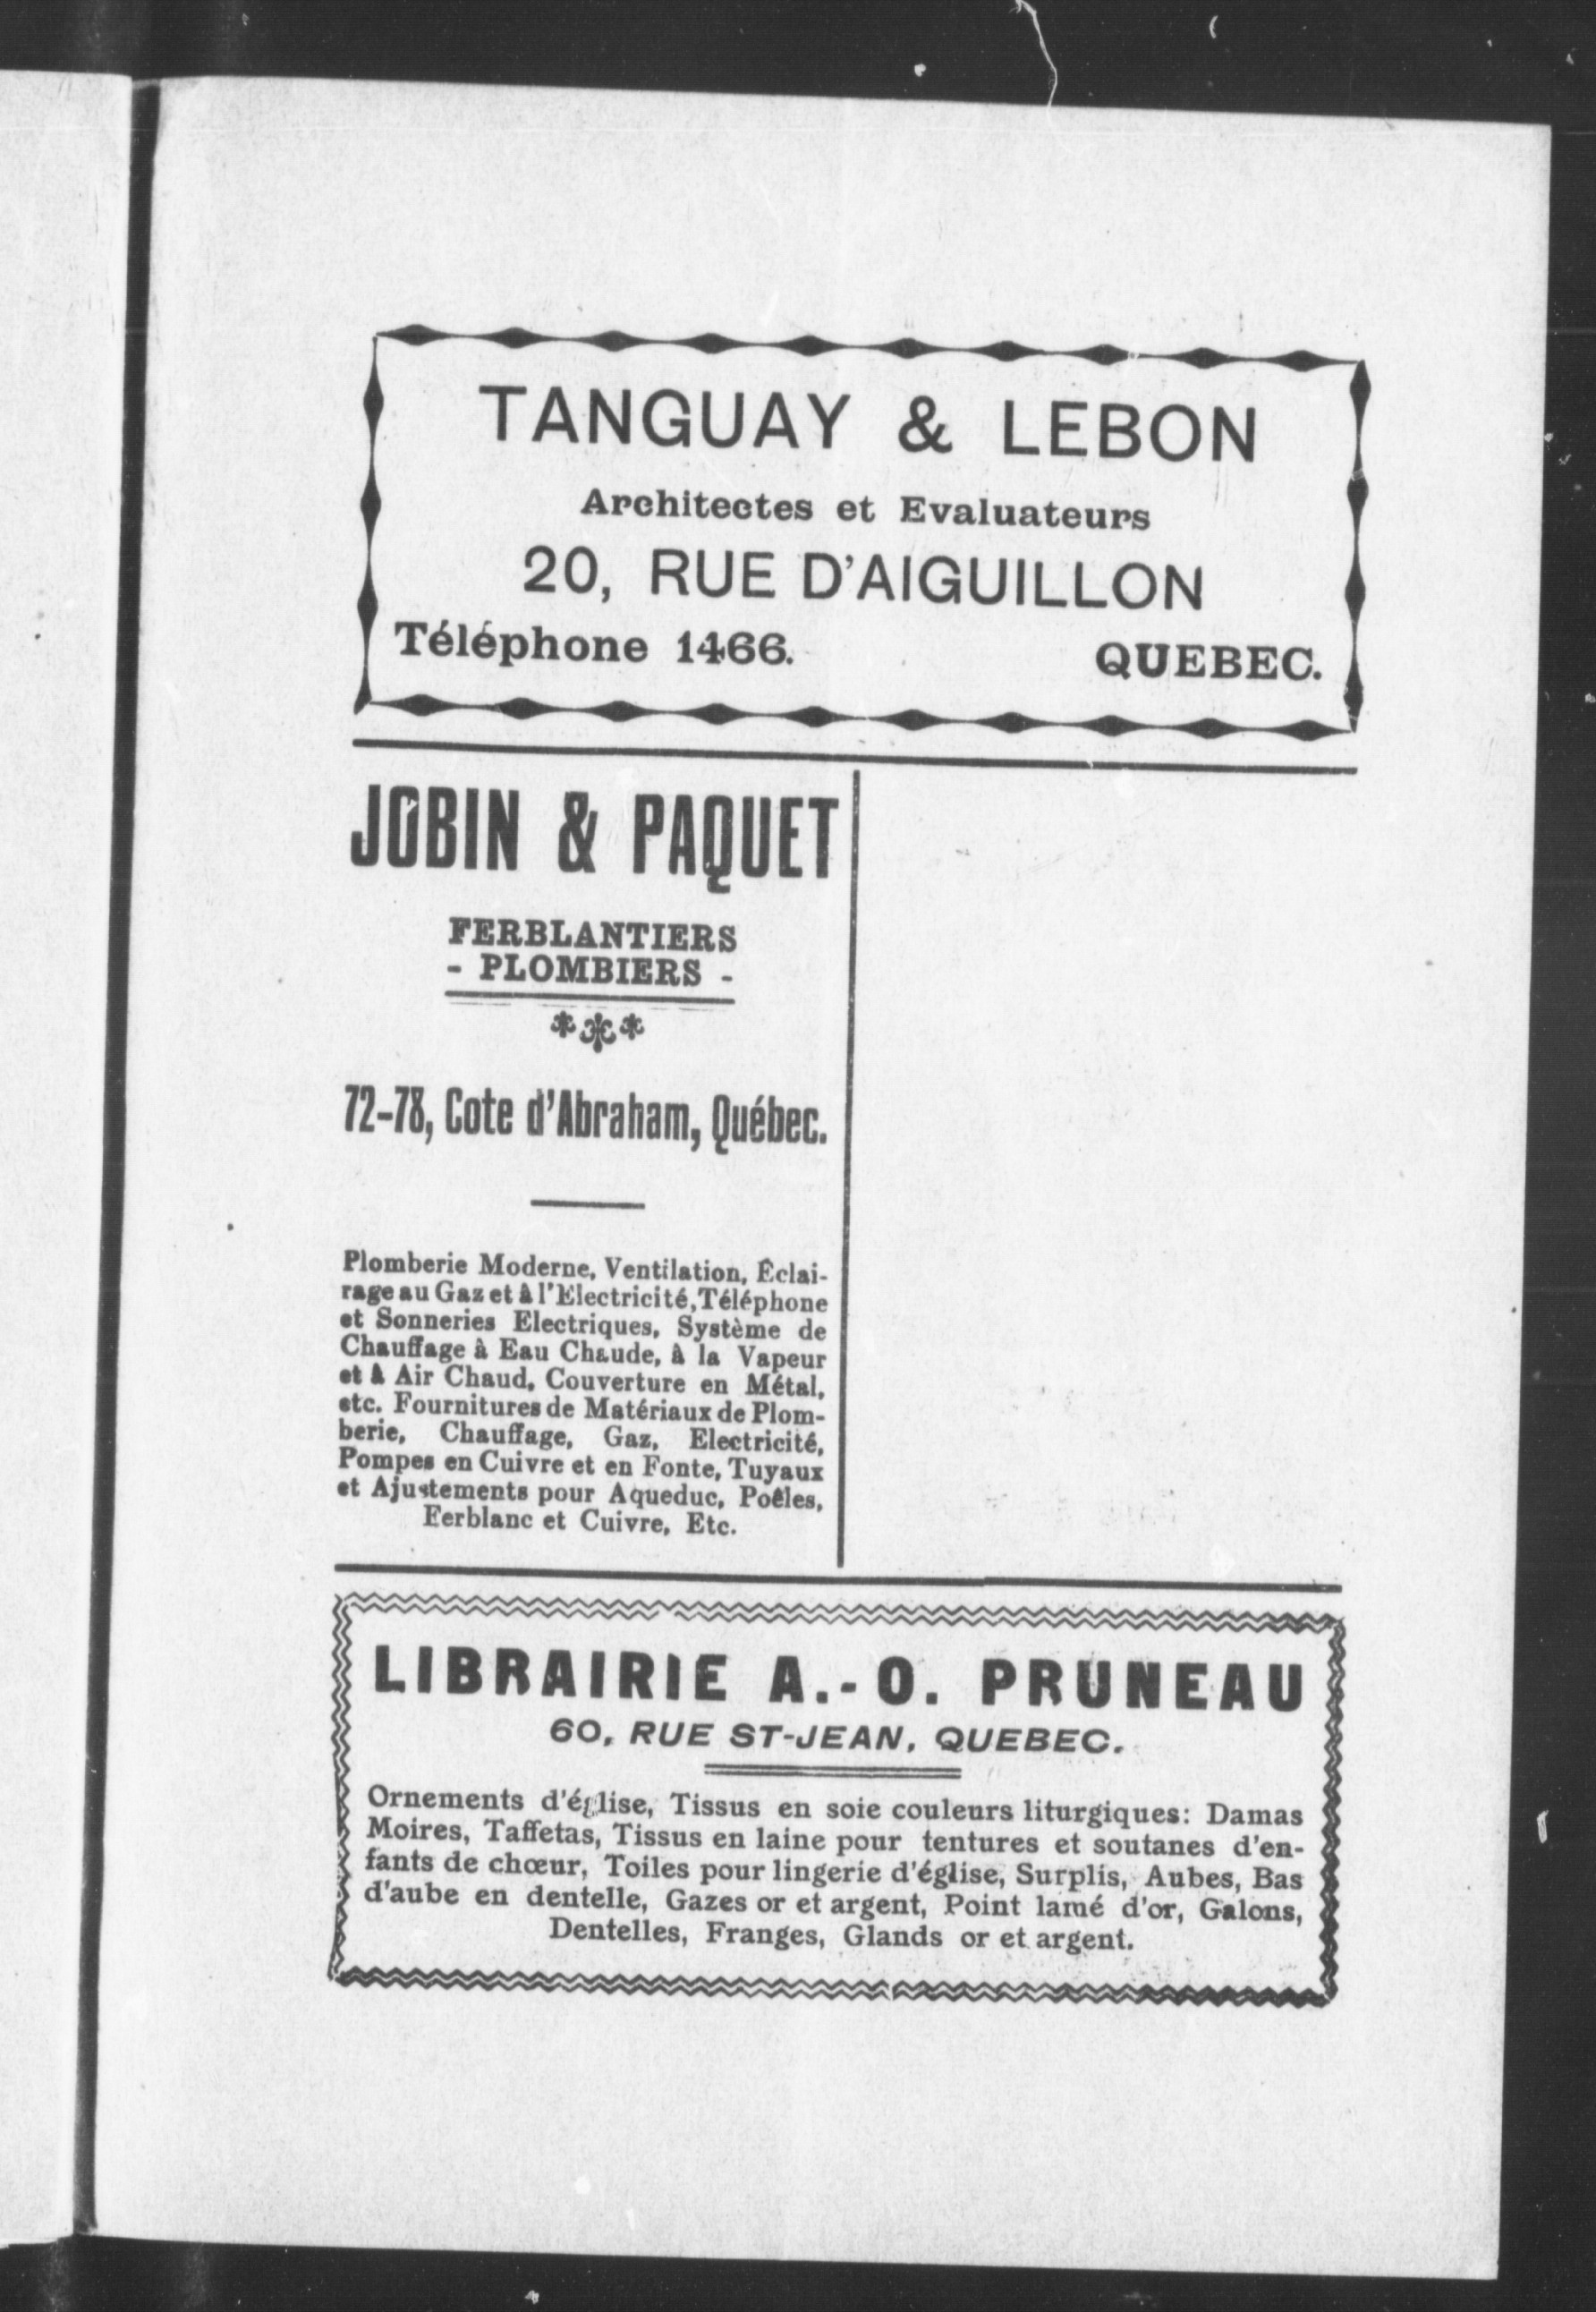 TANGUAY & LEBON
Architectes et Evaluateurs
20, RUE D'AIGUILLON
Téléphone 1466. QUEBEC.
JOBIN & PAQUET
FERBLANTIERS
- PLOMBIERS -
72-78, Cote d'Abraham, Québec.
Plomberie Moderne, Ventilation, Éclai-
rage au Gaz et à l'Electricité, Téléphone
et Sonneries Electriques, Système de
Chauffage à Eau Chaude, à la Vapeur
et à Air Chaud, Couverture en Métal,
etc. Fournitures de Matériaux de Plom-
berie, Chauffage, Gaz, Electricité,
Pompes en Cuivre et en Fonte, Tuyaux
et Ajustements pour Aqueduc, Poêles,
Ferblanc et Cuivre, Etc.
LIBRAIRIE A.-O. PRUNEAU
60, RUE ST-JEAN, QUEBEC.
Ornements d'église, Tissus en soie couleurs liturgiques: Damas
Moires, Taffetas, Tissus en laine pour tentures et soutanes d'en-
fants de chœur, Toiles pour lingerie d'église, Surplis, Aubes, Bas
d'aube en dentelle, Gazes or et argent, Point lamé d'or, Galons,
Dentelles, Franges, Glands or et argent.